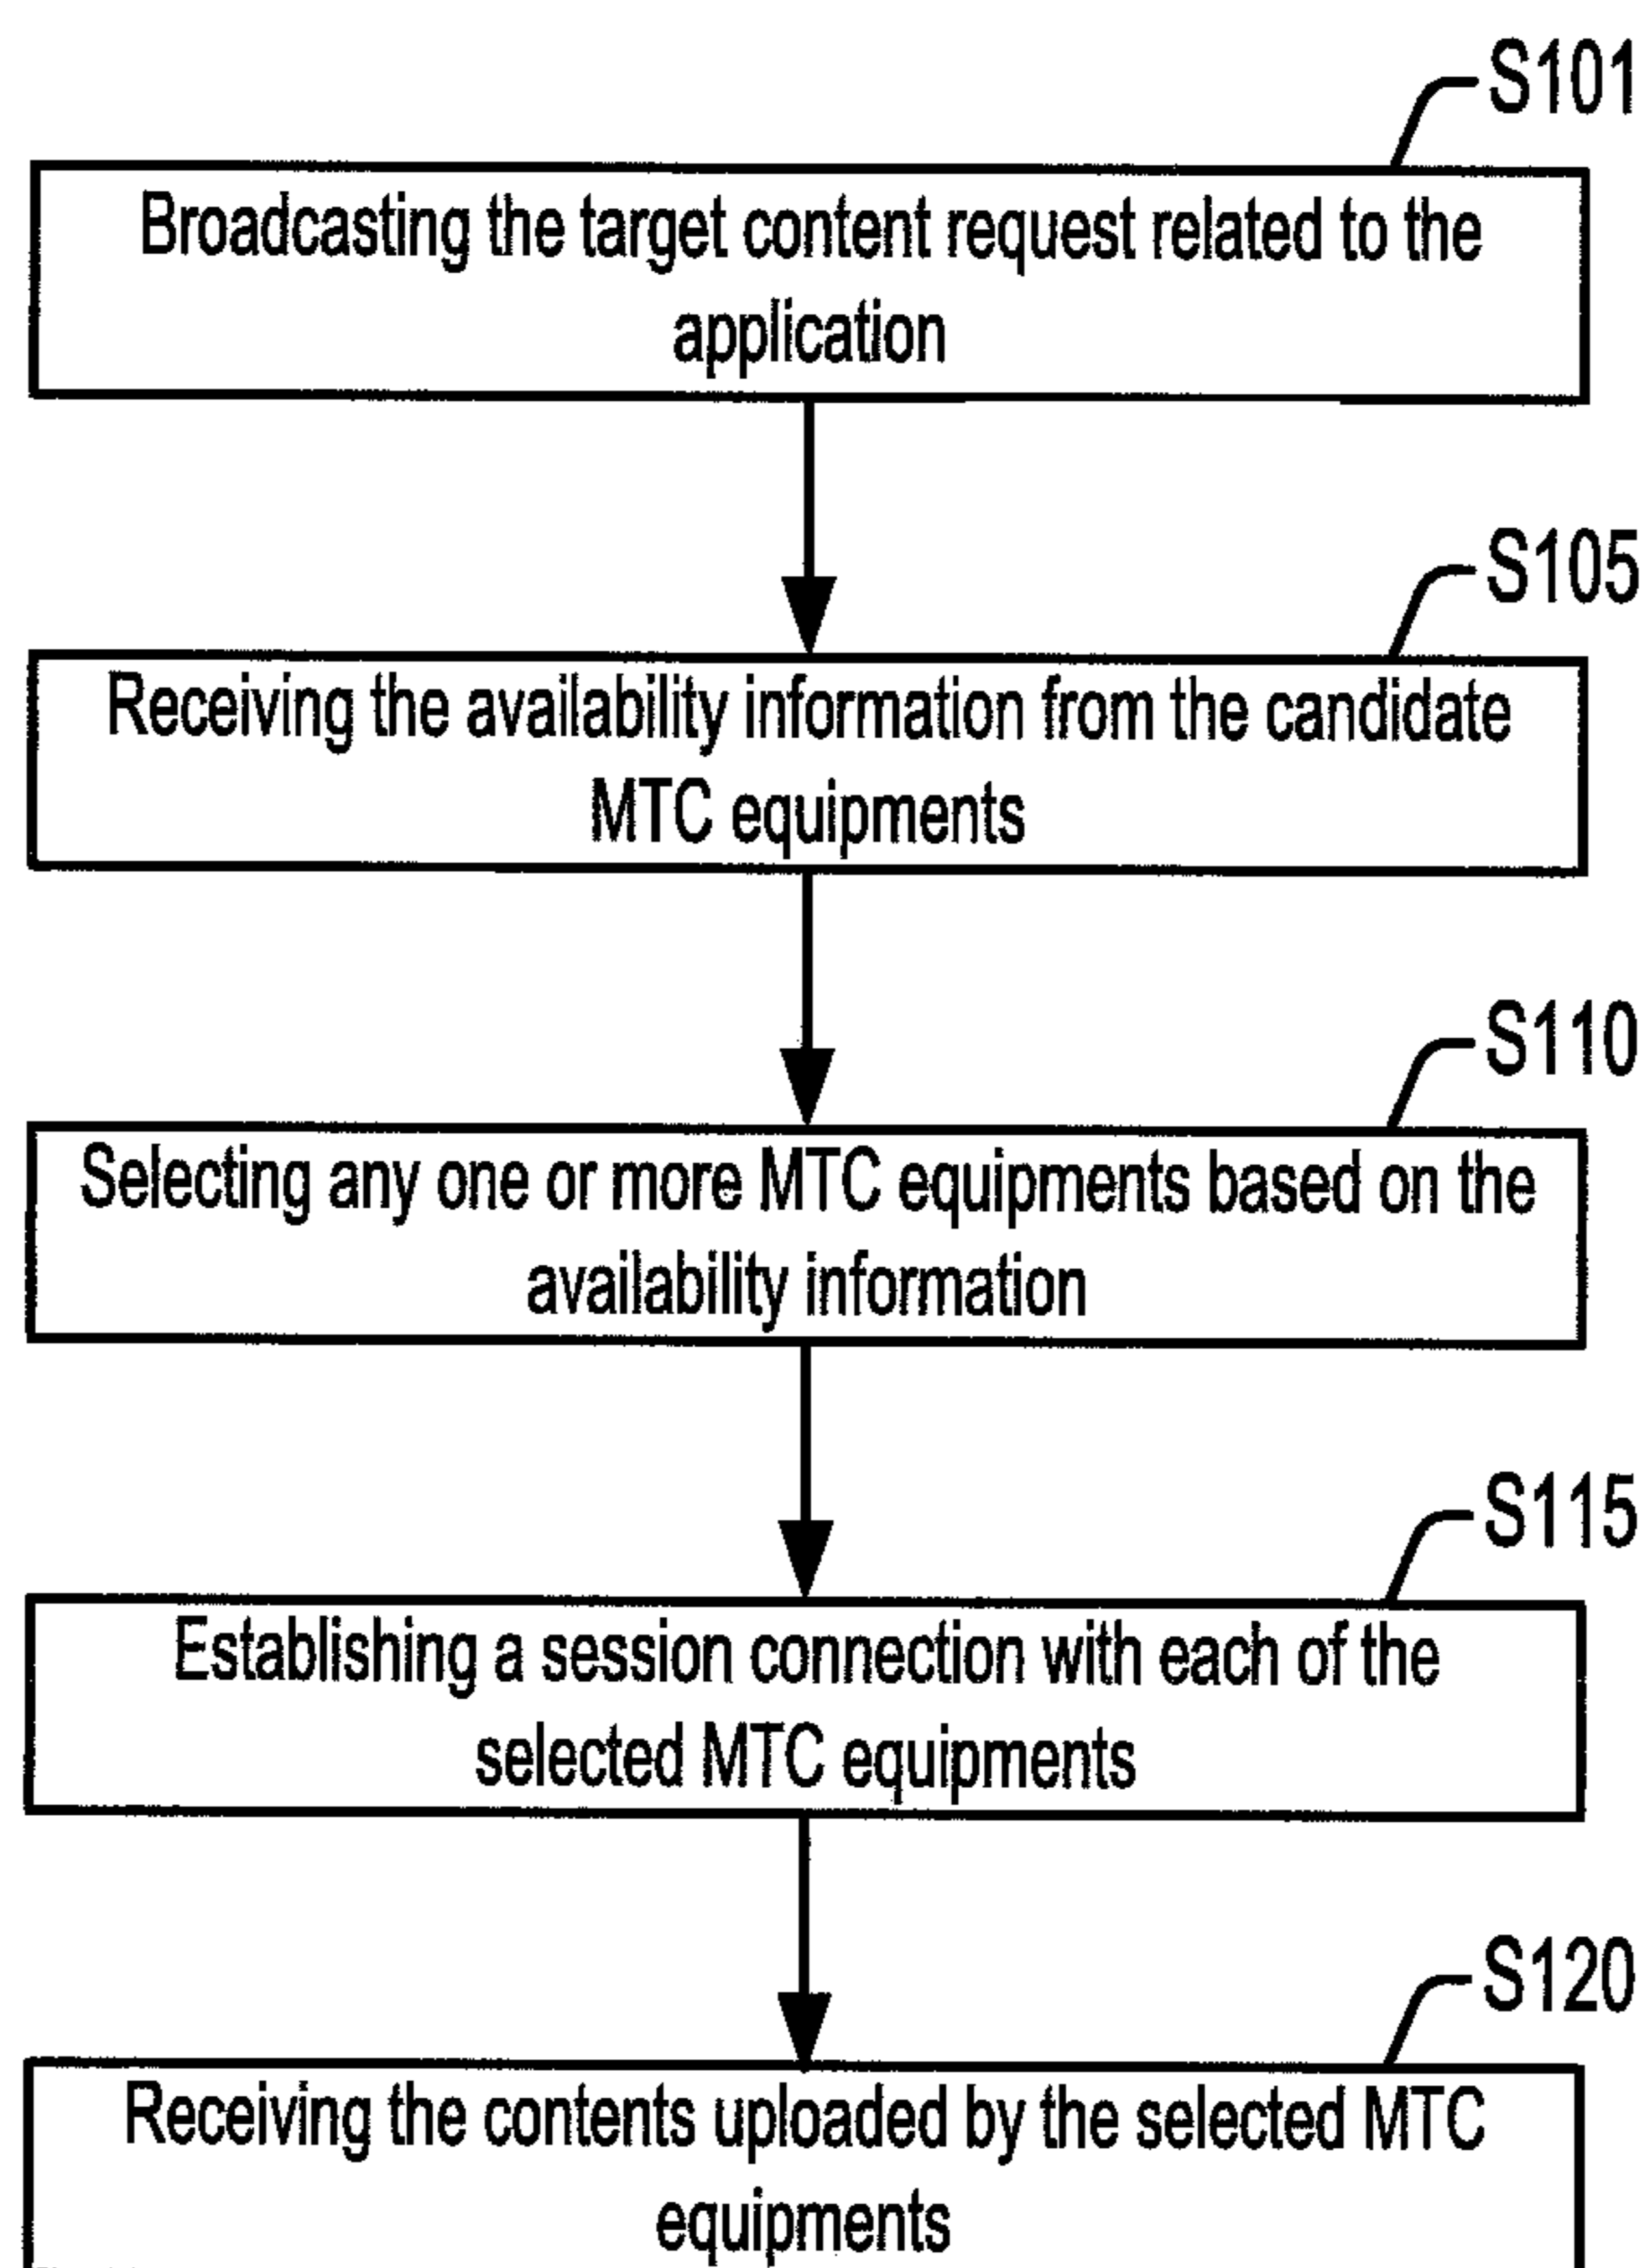 S101
Broadcasting the target content request related to the
application
S105
Receiving the availability information from the candidate
MTC equipments
S110
Selecting any one or more MTC equipments based on the
availability information
S115
Establishing a session connection with each of the
selected MTC equipments
S120
Receiving the contents uploaded by the selected MTC
equipments